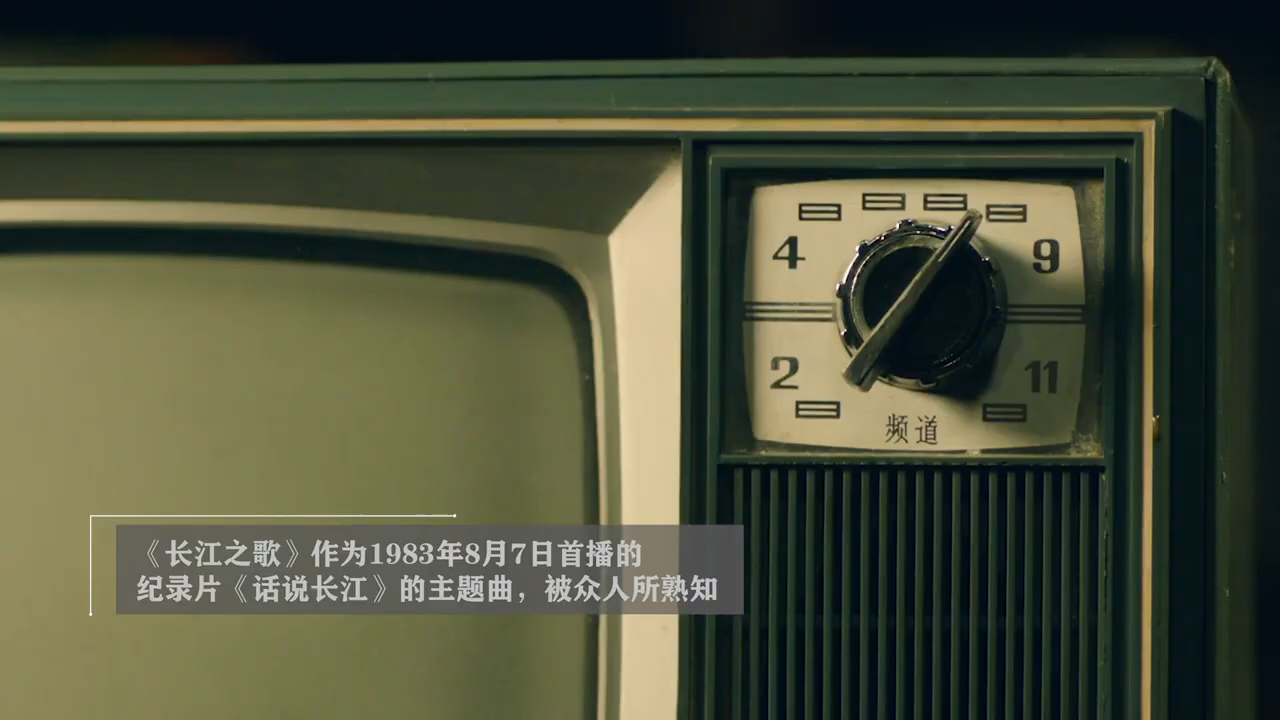 4
9
2
11
频道
《长江之歌》作为1983年8月7日首播的
纪录片《话说长江》的主题曲，被众人所熟知